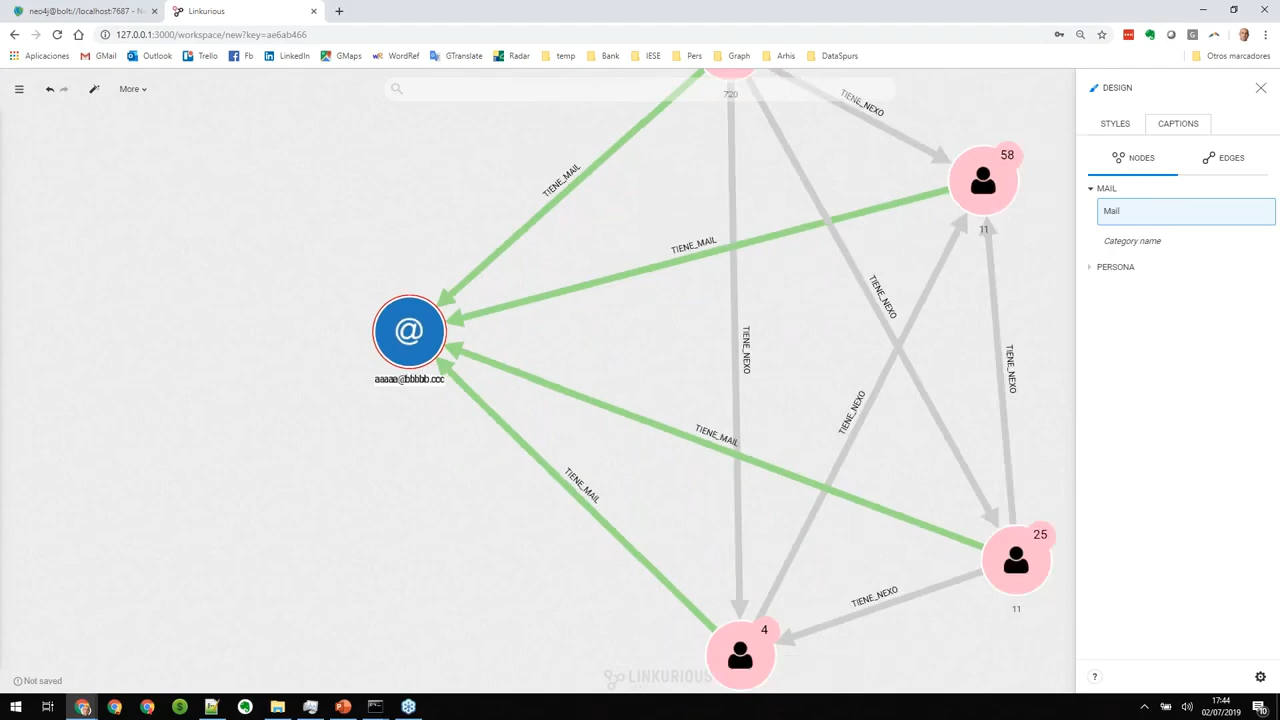 neo4j@bolt://localhost:7687 - Ne
Linkurious
127.0.0.1:3000/workspace/new?key=ae6ab466
Aplicaciones
GMail
Outlook
Trello
Fb
LinkedIn
GMaps
WordRef
GTranslate
Radar
temp
Bank
IESE
Pers
Graph
Arhis
DataSpurs
Otros marcadores
More
DESIGN
STYLES
CAPTIONS
NODES
EDGES
MAIL
Mail
Category name
PERSONA
720
TIENE_NEXO
58
11
TIENE_MAIL
TIENE_MAIL
TIENE_NEXO
TIENE_NEXO
TIENE_NEXO
@
aaaaa@bbbbb.ccc
TIENE_NEXO
TIENE_MAIL
TIENE_MAIL
25
11
TIENE_NEXO
4
LINKURIOUS
Not saved
?
17:44
02/07/2019
10